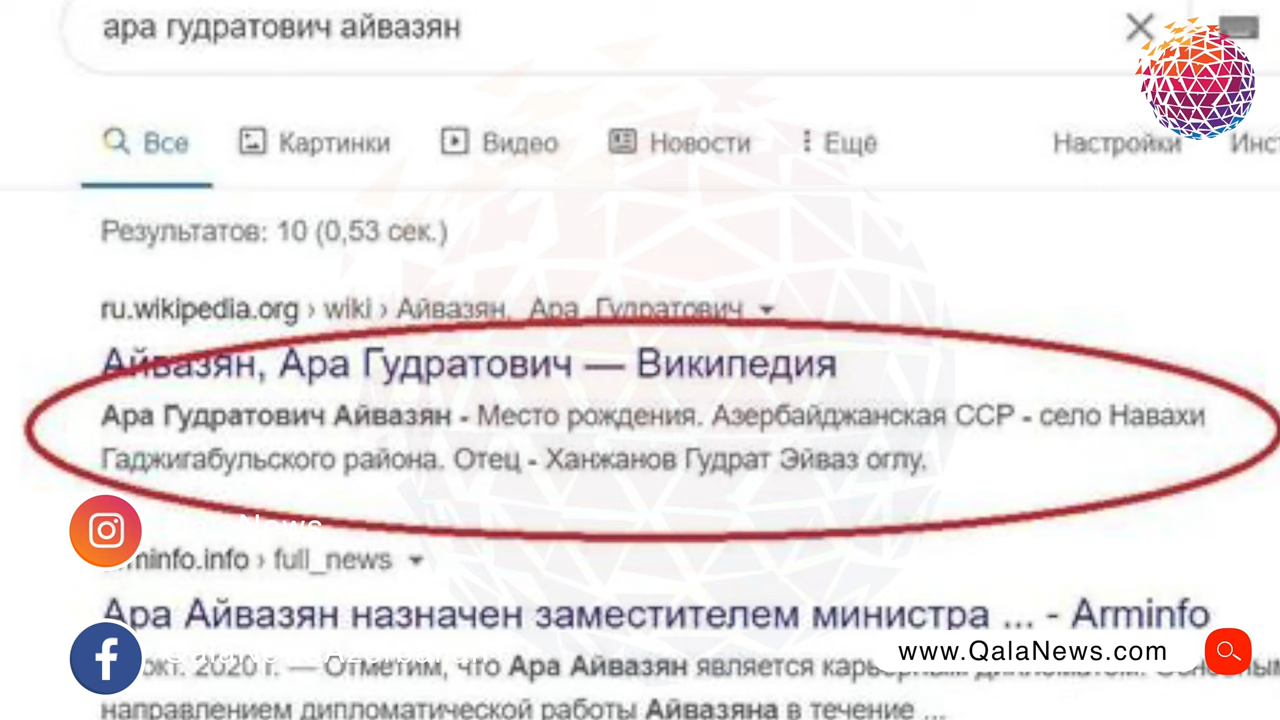 ара гудратович айвазян
Все Картинки Видео Новости Ещё Настройки
Результатов: 10 (0,53 сек.)
ru.wikipedia.org › wiki › Айвазян,_Ара_Гудратович
Айвазян, Ара Гудратович — Википедия
Ара Гудратович Айвазян - Место рождения. Азербайджанская ССР - село Навахи
Гаджигабульского района. Отец - Ханжанов Гудрат Эйваз оглу.
arminfo.info › full_news
Ара Айвазян назначен заместителем министра ... - Arminfo
окт. 2020 г. — Отметим, что Ара Айвазян является карьерным дипломатом.
www.QalaNews.com
направлением дипломатической работы Айвазяна в течение ...